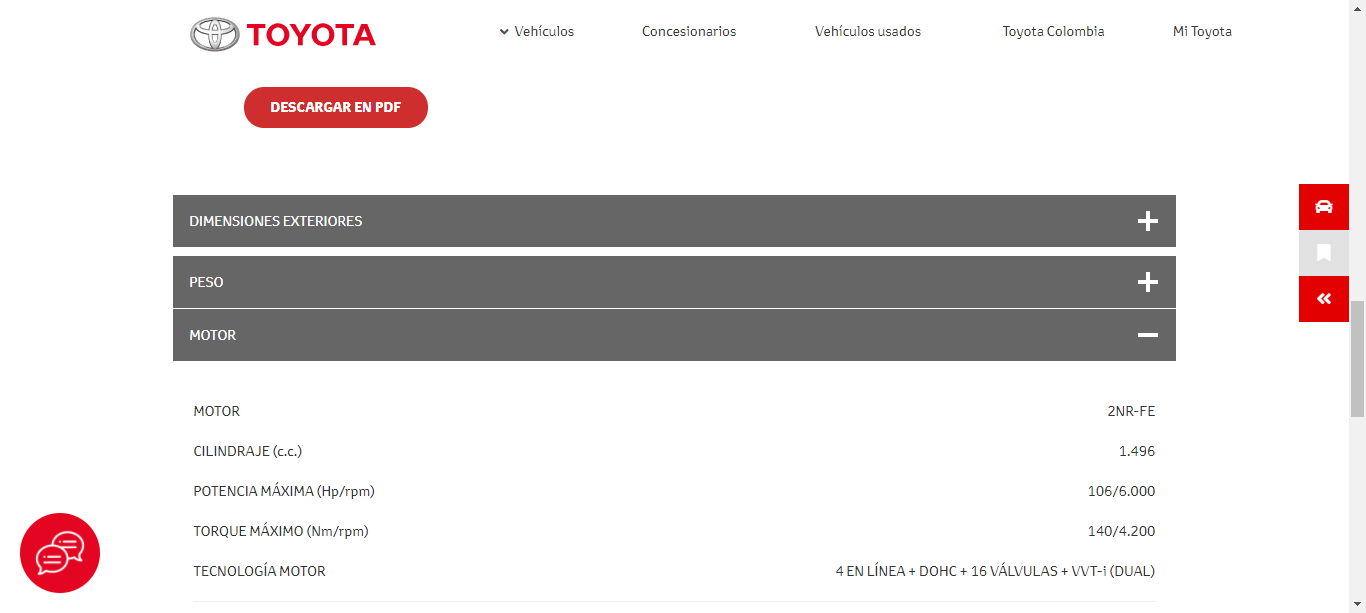 TOYOTA
Vehículos
Concesionarios
Vehículos usados
Toyota Colombia
Mi Toyota
DESCARGAR EN PDF
DIMENSIONES EXTERIORES
PESO
MOTOR
MOTOR 2NR-FE
CILINDRAJE (c.c.) 1.496
POTENCIA MÁXIMA (Hp/rpm) 106/6.000
TORQUE MÁXIMO (Nm/rpm) 140/4.200
TECNOLOGÍA MOTOR 4 EN LÍNEA + DOHC + 16 VÁLVULAS + VVT-i (DUAL)